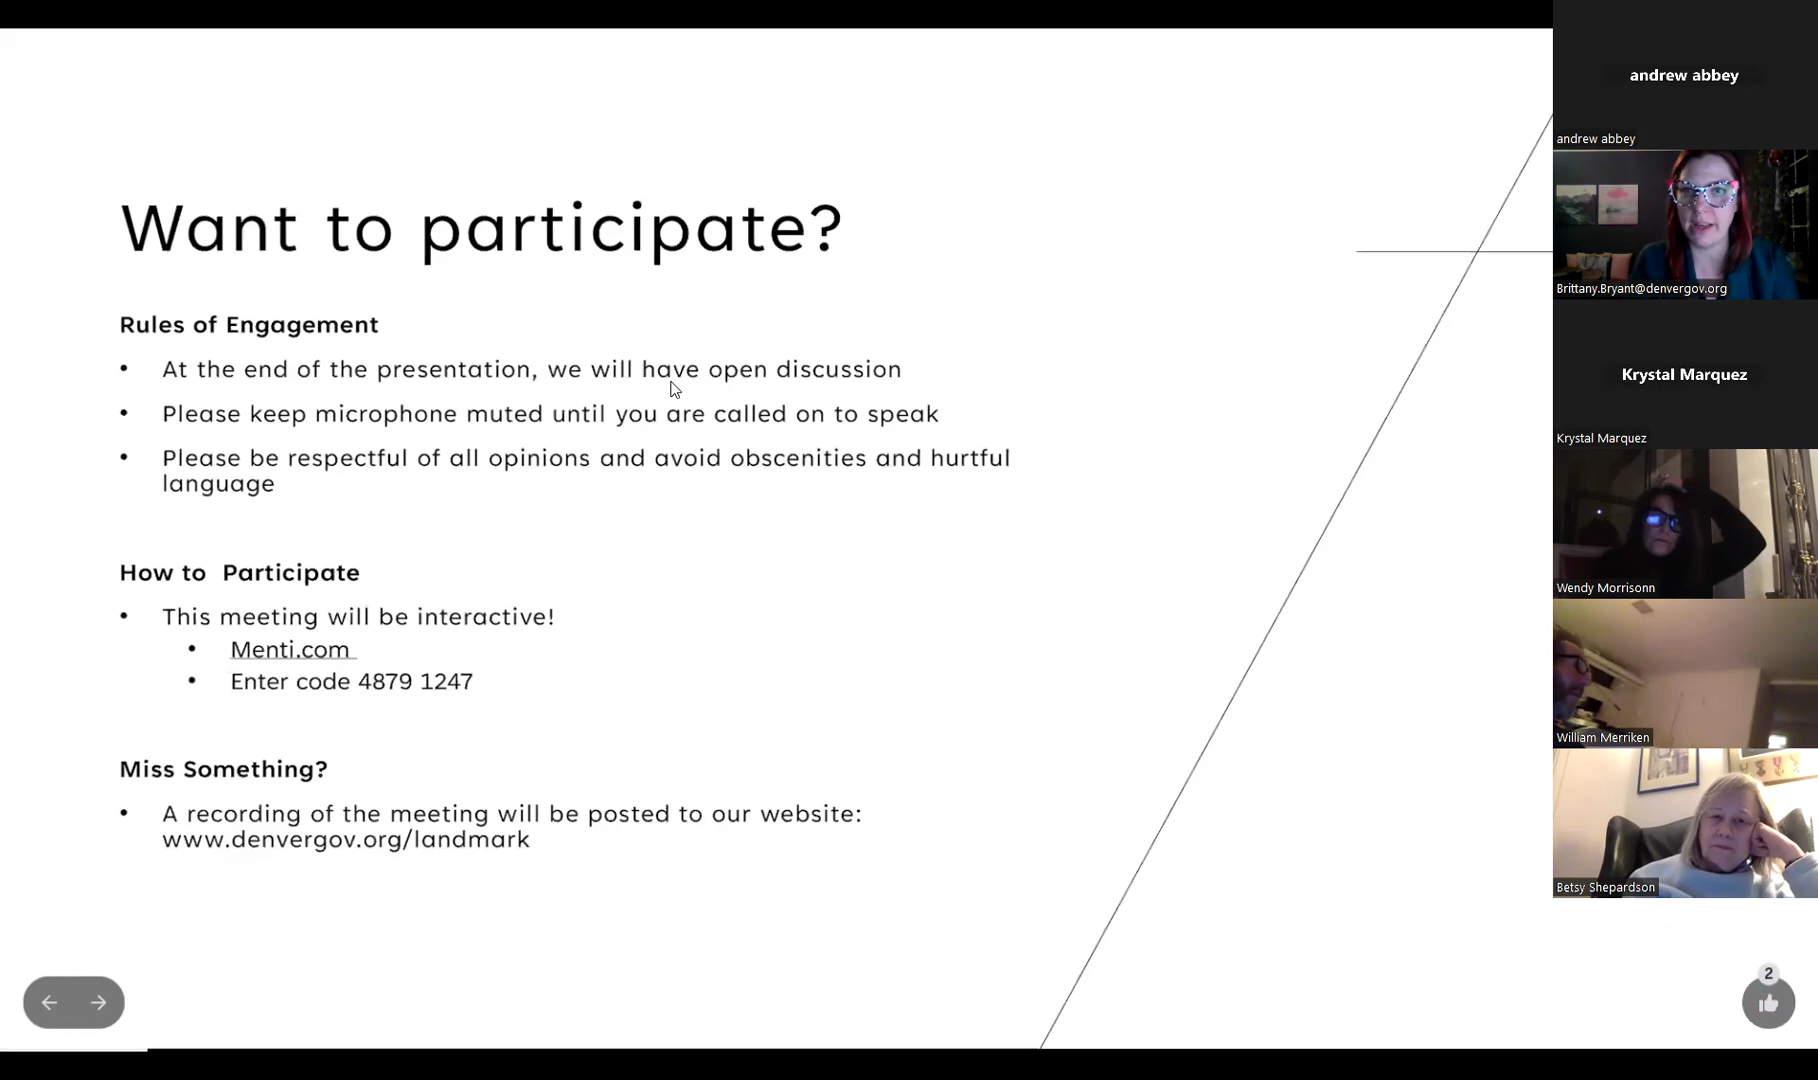 Want to participate?
Rules of Engagement
• At the end of the presentation, we will have open discussion
• Please keep microphone muted until you are called on to speak
• Please be respectful of all opinions and avoid obscenities and hurtful
language
How to Participate
• This meeting will be interactive!
• Menti.com
• Enter code 4879 1247
Miss Something?
• A recording of the meeting will be posted to our website:
www.denvergov.org/landmark
andrew abbey
andrew abbey
Brittany.Bryant@denvergov.org
Krystal Marquez
Krystal Marquez
Wendy Morrisonn
William Merriken
Betsy Shepardson
2